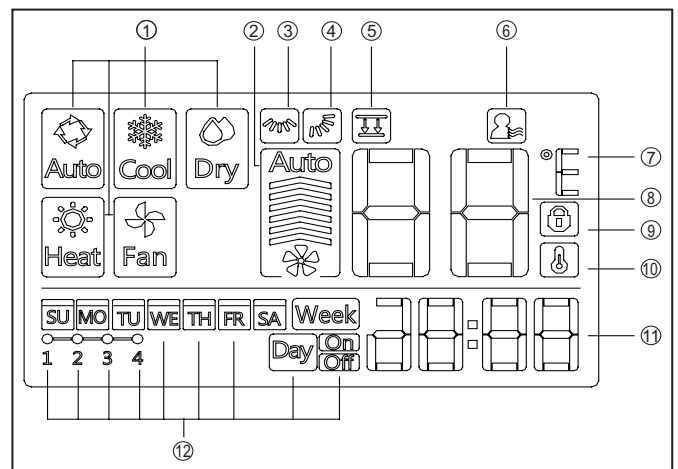 ① ② ③ ④ ⑤ ⑥
Auto Cool Dry Auto
° ⑦
⑧
⑨
Heat Fan
⑩
SU MO TU WE TH FR SA Week
Day On
Off
⑪
1 2 3 4
⑫